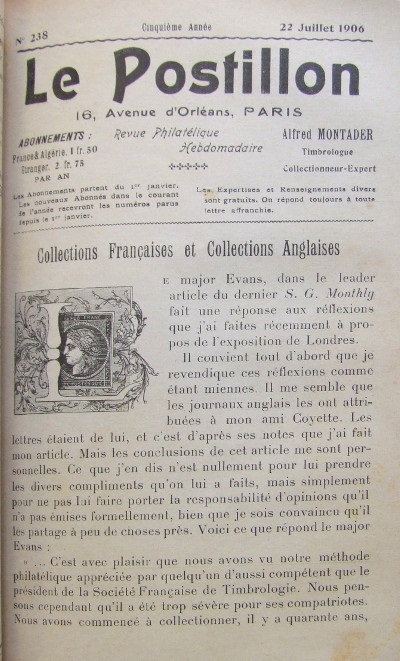 N° 238
Cinquième Année
22 Juillet 1906
Le Postillon
16, Avenue d'Orléans, PARIS
ABONNEMENTS :
France & Algérie. 1 fr. 50
Etranger. 2 fr. 75
PAR AN
Revue Philatélique
Hebdomadaire
Alfred MONTADER
Timbrologue
Collectionneur-Expert
Les Abonnements partent du 1er janvier.
Les nouveaux Abonnés dans le courant
de l'année recevront les numéros parus
depuis le 1er janvier.
Les Expertises et Renseignements divers
sont gratuits. On répond toujours à toute
lettre affranchie.
Collections Françaises et Collections Anglaises
LE major Evans, dans le leader
article du dernier S. G. Monthly
fait une réponse aux réflexions
que j'ai faites récemment à pro-
pos de l'exposition de Londres.
Il convient tout d'abord que je
revendique ces réflexions comme
étant miennes. Il me semble que
les journaux anglais les ont attri-
buées à mon ami Coyette. Les
lettres étaient de lui, et c'est d'après ses notes que j'ai fait
mon article. Mais les conclusions de cet article me sont per-
sonnelles. Ce que j'en dis n'est nullement pour lui prendre
les divers compliments qu'on lui a faits, mais simplement
pour ne pas lui faire porter la responsabilité d'opinions qu'il
n'a pas émises formellement, bien que je sois convaincu qu'il
les partage à peu de choses près. Voici ce que répond le major
Evans :
« ... C'est avec plaisir que nous avons vu notre méthode
philatélique appréciée par quelqu'un d'aussi compétent que le
président de la Société Française de Timbrologie. Nous pen-
sons cependant qu'il a été trop sévère pour ses compatriotes.
Nous avons commencé à collectionner, il y a quarante ans,